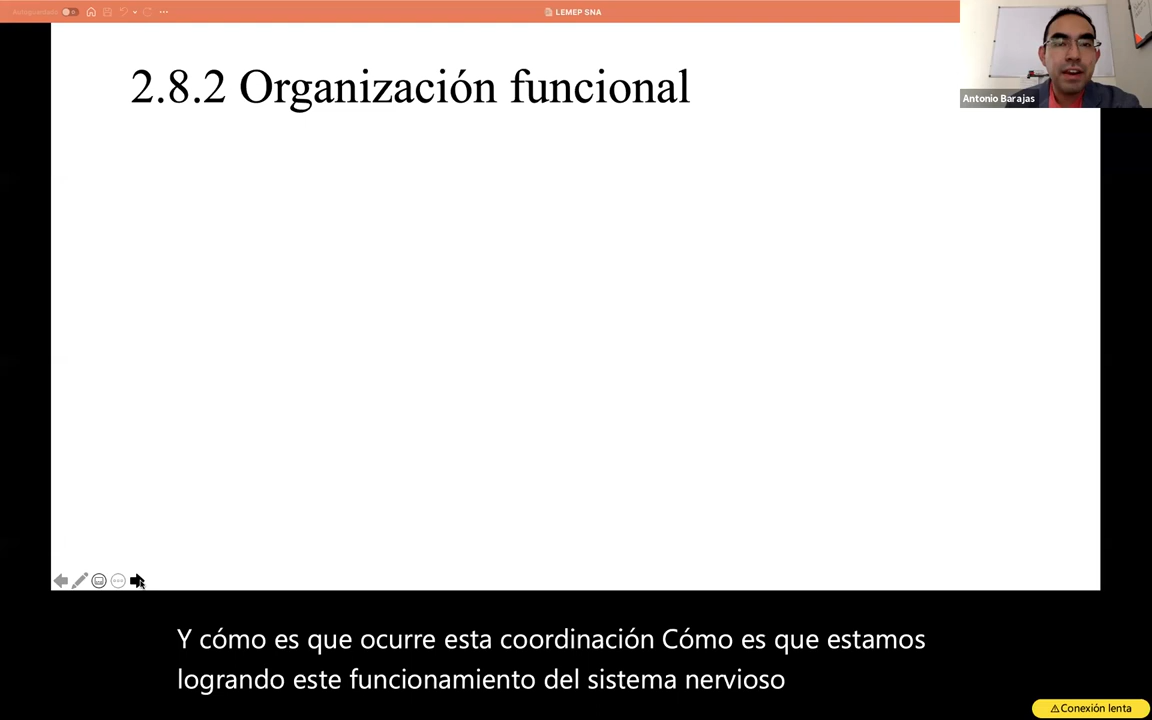 Autoguardado
LEMEP SNA
2.8.2 Organización funcional
Antonio Barajas
Y cómo es que ocurre esta coordinación Cómo es que estamos
logrando este funcionamiento del sistema nervioso
Conexión lenta